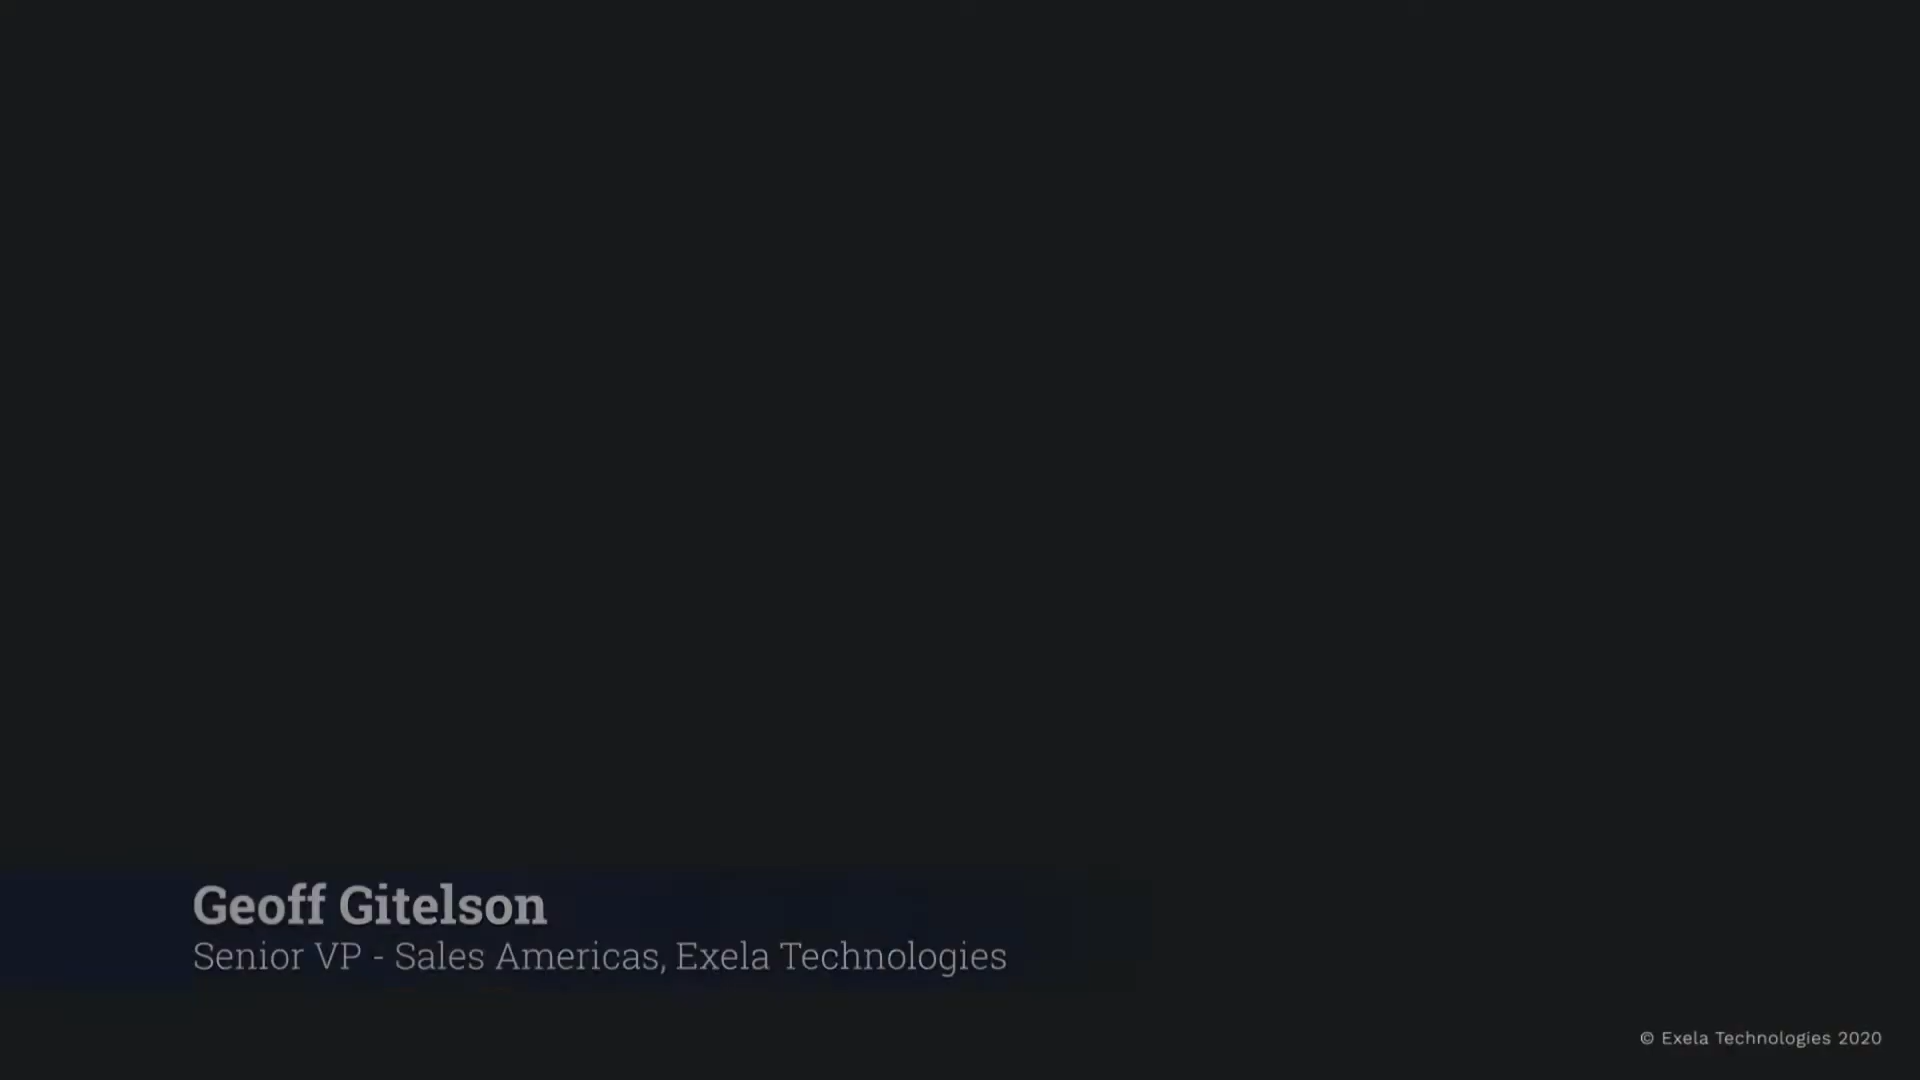 Geoff Gitelson
Senior VP - Sales Americas, Exela Technologies
© Exela Technologies 2020